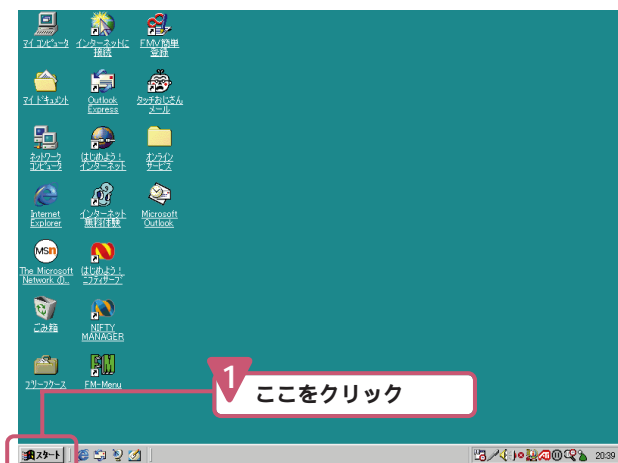 マイ コンピュータ
インターネットに
接続
FMV簡単
登録
マイ ドキュメント
Outlook
Express
タッチおじさん
メール
ネットワーク
コンピュータ
はじめよう！
インターネット
オンライン
サービス
Internet
Explorer
インターネット
無料体験
Microsoft
Outlook
msn
The Microsoft
Network の...
はじめよう！
ニフティサーブ
ごみ箱
NIFTY
MANAGER
フリーフケース
FM
FM-Menu
1
ここをクリック
スタート
20:39